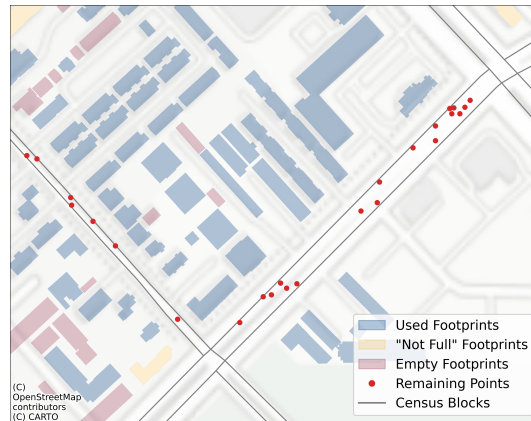 Used Footprints
"Not Full" Footprints
Empty Footprints
Remaining Points
Census Blocks
(C)
OpenStreetMap
contributors
(C) CARTO